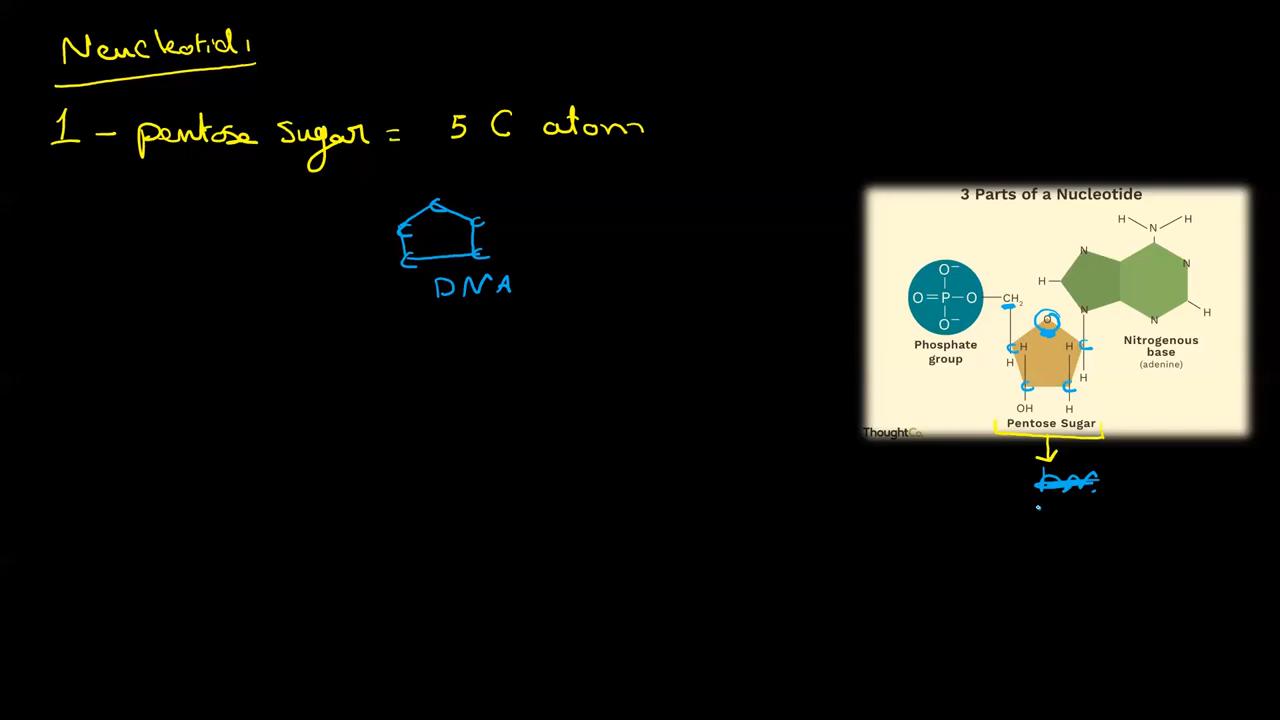 Neucleotidi
1 - pentose sugar = 5 C atom
C
C C
C C
DNA
3 Parts of a Nucleotide
H H
N
N N
O⁻
H
O=P—O CH₂
N H
O⁻ O N
Phosphate group
Nitrogenous base
(adenine)
C H H C
H H
C C
OH H
Pentose Sugar
ThoughtCo.